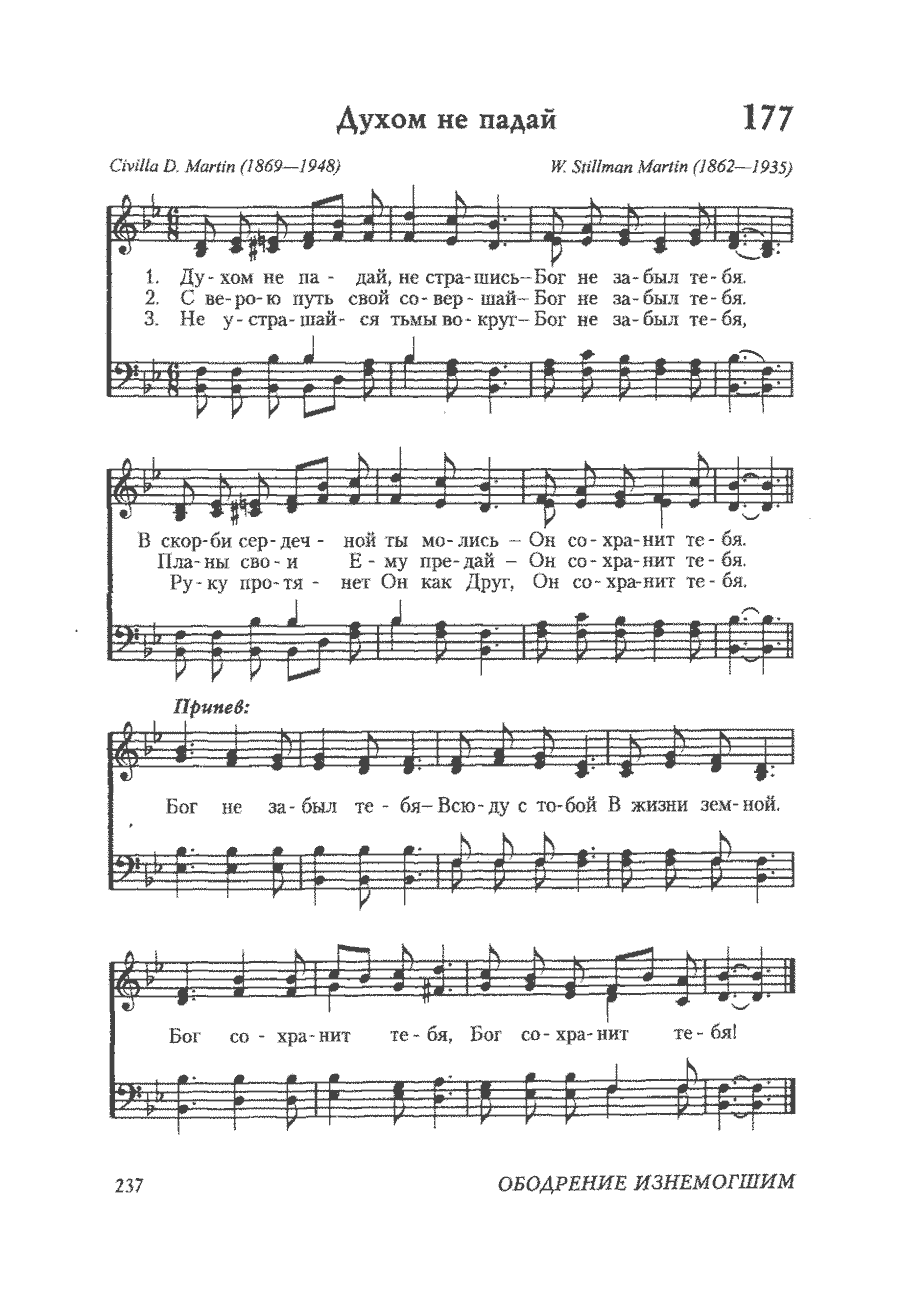 Духом не падай 177
Civilla D. Martin (1869—1948) W. Stillman Martin (1862—1935)
1. Ду- хом не па - дай, не стра-шись—Бог не за-был те-бя.
2. С ве-ро-ю путь свой со-вер-шай— Бог не за-был те-бя.
3. Не у-стра-шай- ся тьмы во-круг—Бог не за-был те-бя,
В скор-би сер-деч - ной ты мо-лись — Он со-хра-нит те-бя.
Пла-ны сво-и Е - му пре-дай — Он со-хра-нит те-бя.
Ру-ку про-тя - нет Он как Друг, Он со-хра-нит те-бя.
Припев:
Бог не за-был те - бя—Всю-ду с то-бой В жизни зем-ной.
Бог со - хра-нит те-бя, Бог со-хра-нит те-бя!
237 ОБОДРЕНИЕ ИЗНЕМОГШИМ